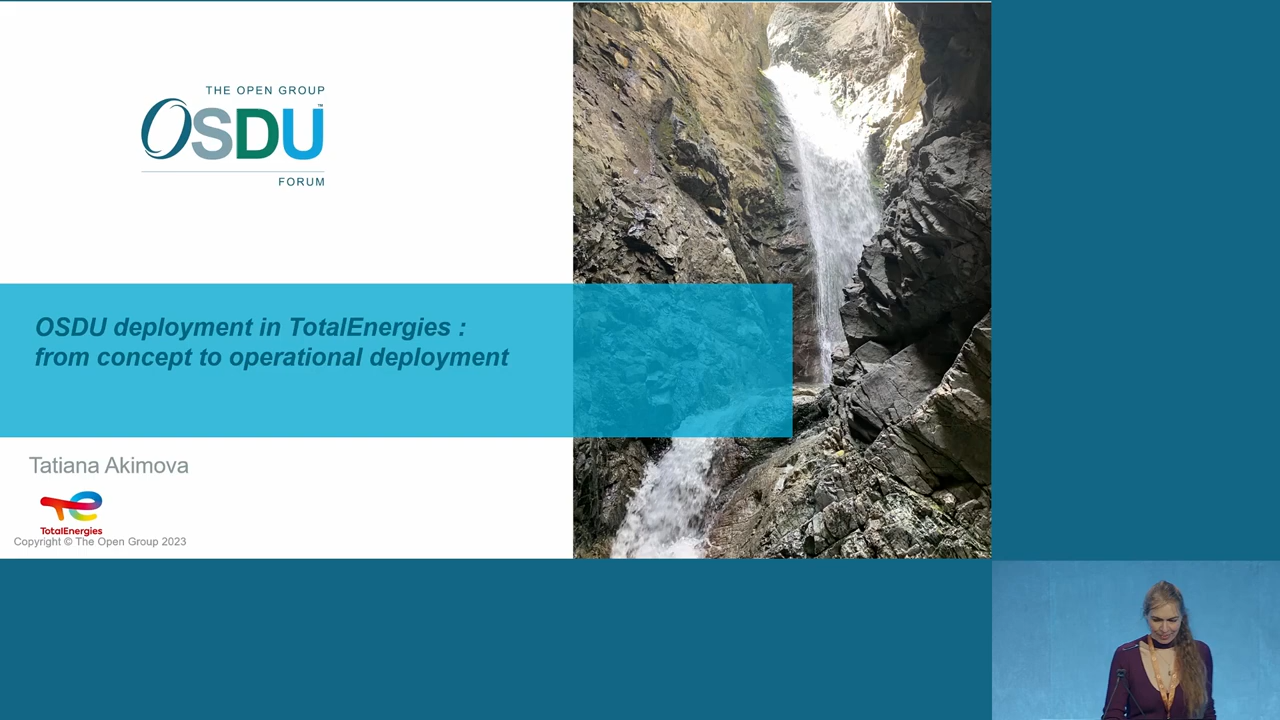 THE OPEN GROUP
OSDU™
FORUM
OSDU deployment in TotalEnergies :
from concept to operational deployment
Tatiana Akimova
TotalEnergies
Copyright © The Open Group 2023